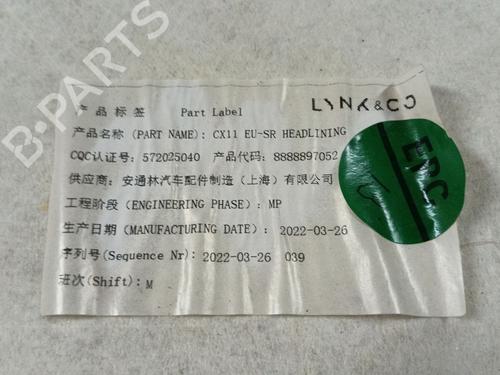 B-PARTS
LYNK&CO
产品标签 Part Label
产品名称(PART NAME): CX11 EU-SR HEADLINING
CQC认证号: 572025040 产品代码: 8888897052
供应商: 安通林汽车配件制造(上海)有限公司
工程阶段(ENGINEERING PHASE): MP
生产日期(MANUFACTURING DATE): 2022-03-26
序列号(Sequence Nr): 2022-03-26 039
班次(Shift): M
ERC